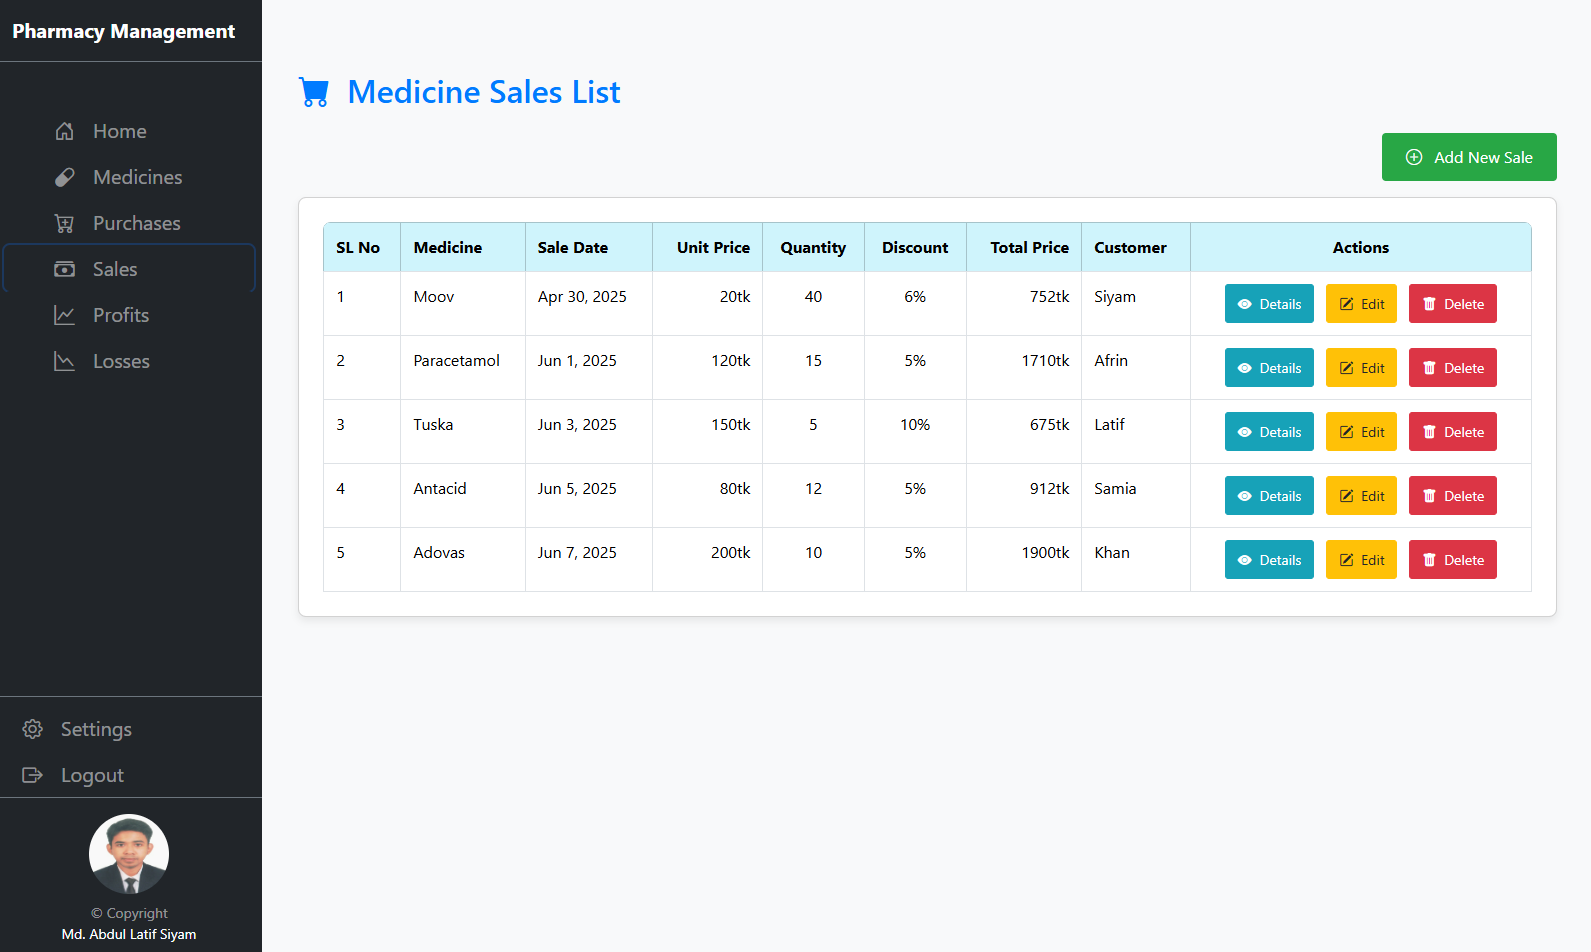 Pharmacy Management
Home
Medicines
Purchases
Sales
Profits
Losses
Settings
Logout
© Copyright
Md. Abdul Latif Siyam
Medicine Sales List
Add New Sale
SL No Medicine Sale Date Unit Price Quantity Discount Total Price Customer Actions
1 Moov Apr 30, 2025 20tk 40 6% 752tk Siyam Details Edit Delete
2 Paracetamol Jun 1, 2025 120tk 15 5% 1710tk Afrin Details Edit Delete
3 Tuska Jun 3, 2025 150tk 5 10% 675tk Latif Details Edit Delete
4 Antacid Jun 5, 2025 80tk 12 5% 912tk Samia Details Edit Delete
5 Adovas Jun 7, 2025 200tk 10 5% 1900tk Khan Details Edit Delete